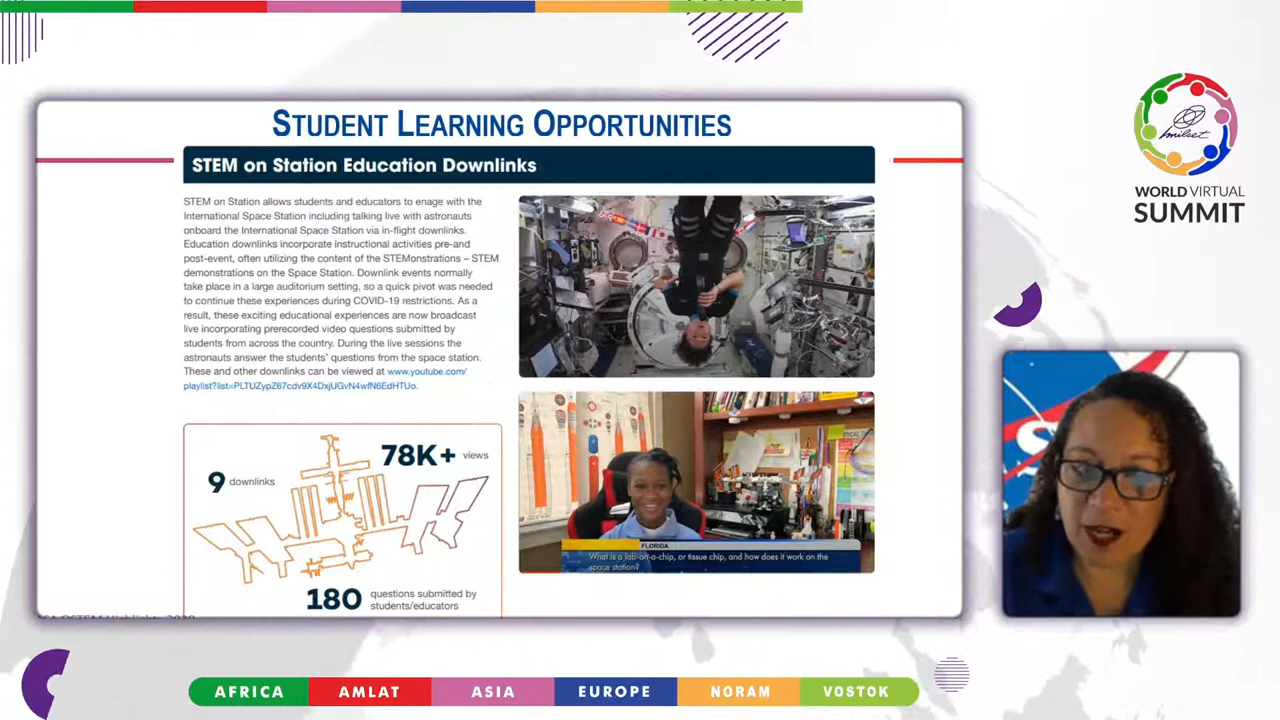 STUDENT LEARNING OPPORTUNITIES
STEM on Station Education Downlinks
STEM on Station allows students and educators to enage with the
International Space Station including talking live with astronauts
onboard the International Space Station via in-flight downlinks.
Education downlinks incorporate instructional activities pre-and
post-event, often utilizing the content of the STEMonstrations – STEM
demonstrations on the Space Station. Downlink events normally
take place in a large auditorium setting, so a quick pivot was needed
to continue these experiences during COVID-19 restrictions. As a
result, these exciting educational experiences are now broadcast
live incorporating prerecorded video questions submitted by
students from across the country. During the live sessions the
astronauts answer the students' questions from the space station.
These and other downlinks can be viewed at www.youtube.com/
playlist?list=PLTUZypZ67cdv9X4DxjUGvN4wfN6EdHTUo.
9 downlinks
78K+ views
180 questions submitted by
students/educators
FLORIDA
What is a lab-on-a-chip, or tissue chip, and how does it work on the
space station?
milset
WORLD VIRTUAL
SUMMIT
AFRICA
AMLAT
ASIA
EUROPE
NORAM
VOSTOK